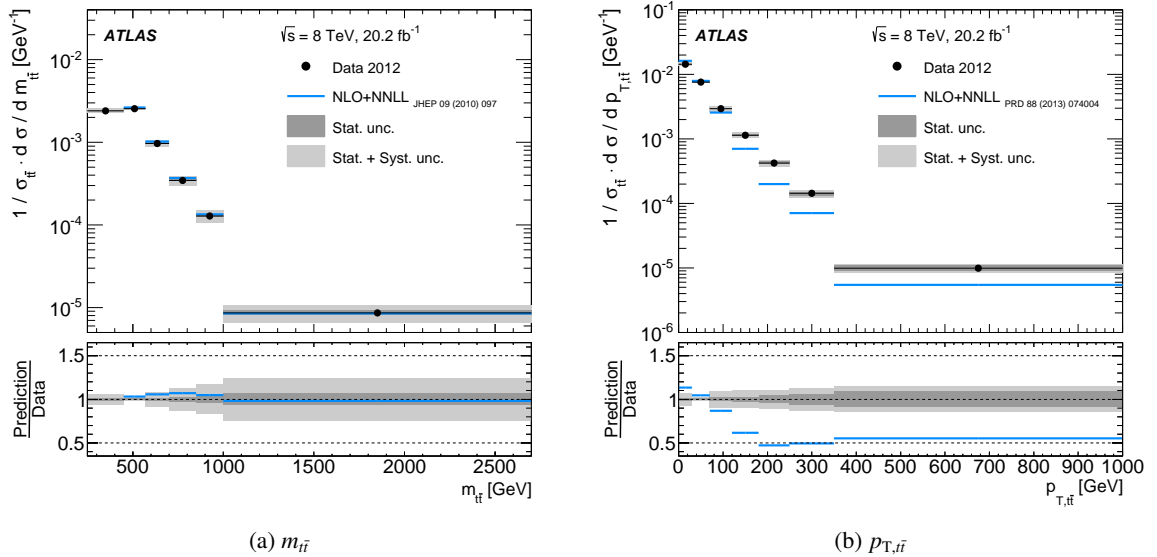 ATLAS
√s = 8 TeV, 20.2 fb⁻¹
Data 2012
NLO+NNLL JHEP 09 (2010) 097
Stat. unc.
Stat. + Syst. unc.
1 / σ_tt̄ · d σ / d m_tt̄ [GeV⁻¹]
10⁻²
10⁻³
10⁻⁴
10⁻⁵
Prediction
Data
1.5
1
0.5
500 1000 1500 2000 2500
m_tt̄ [GeV]
(a) m_tt̄
ATLAS
√s = 8 TeV, 20.2 fb⁻¹
Data 2012
NLO+NNLL PRD 88 (2013) 074004
Stat. unc.
Stat. + Syst. unc.
1 / σ_tt̄ · d σ / d p_T,tt̄ [GeV⁻¹]
10⁻¹
10⁻²
10⁻³
10⁻⁴
10⁻⁵
10⁻⁶
Prediction
Data
1.5
1
0.5
0 100 200 300 400 500 600 700 800 900 1000
p_T,tt̄ [GeV]
(b) p_T,tt̄